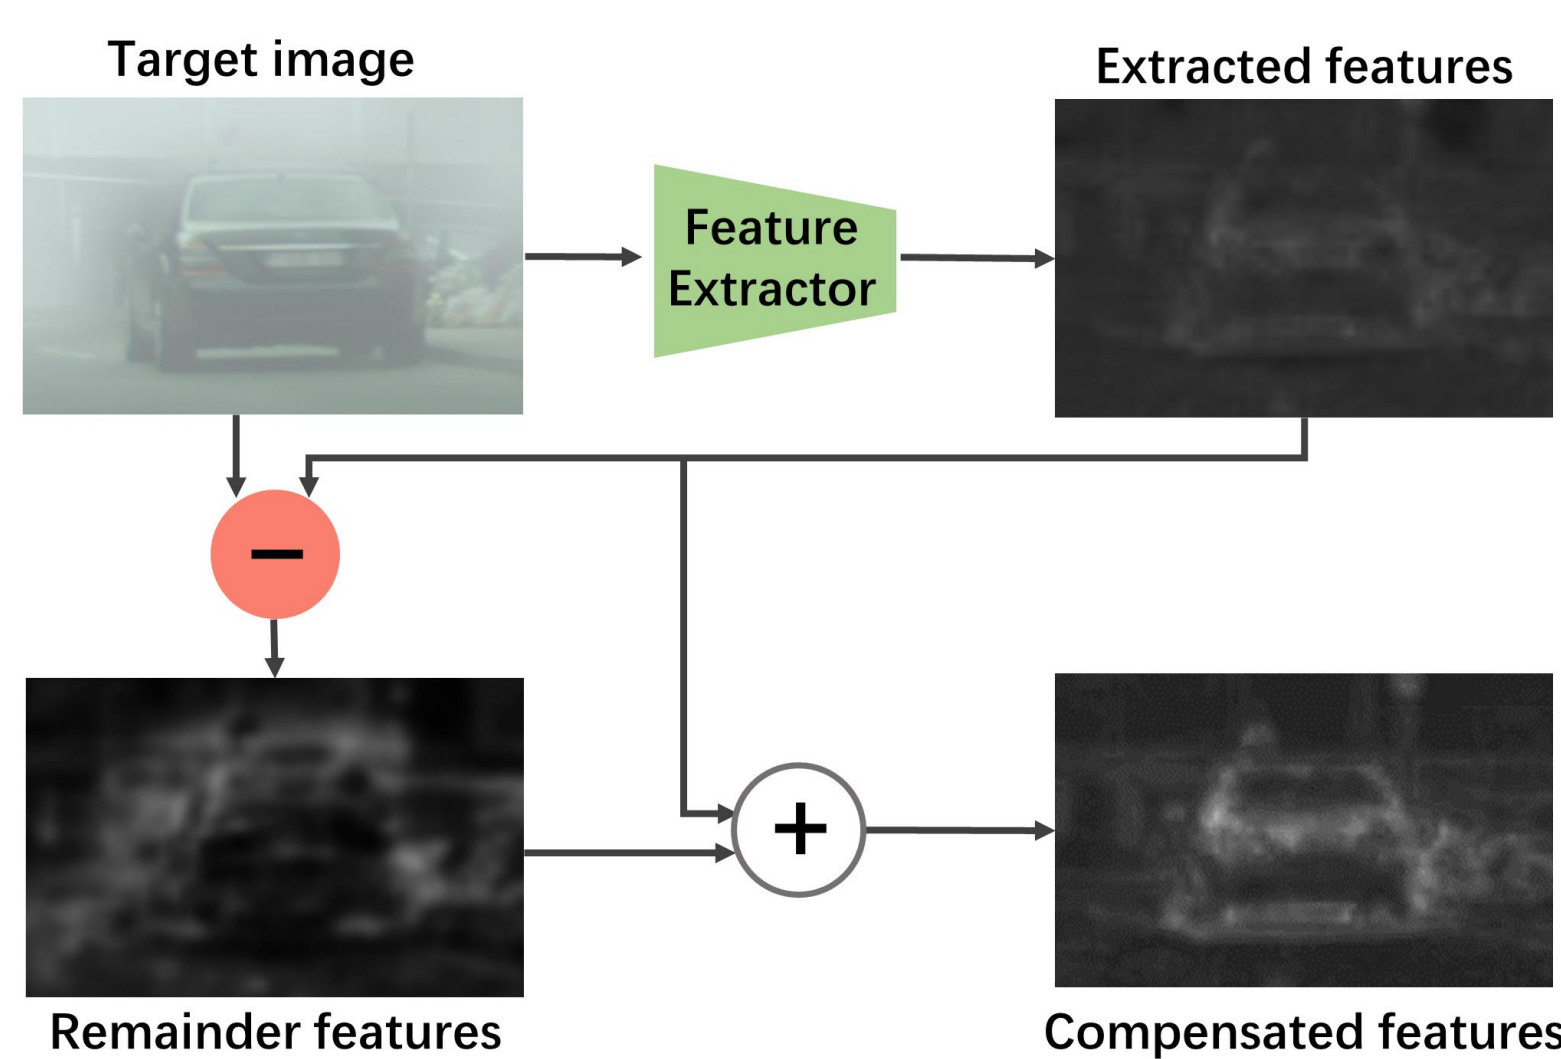 Target image
Extracted features
Feature
Extractor
−
+
Remainder features
Compensated features